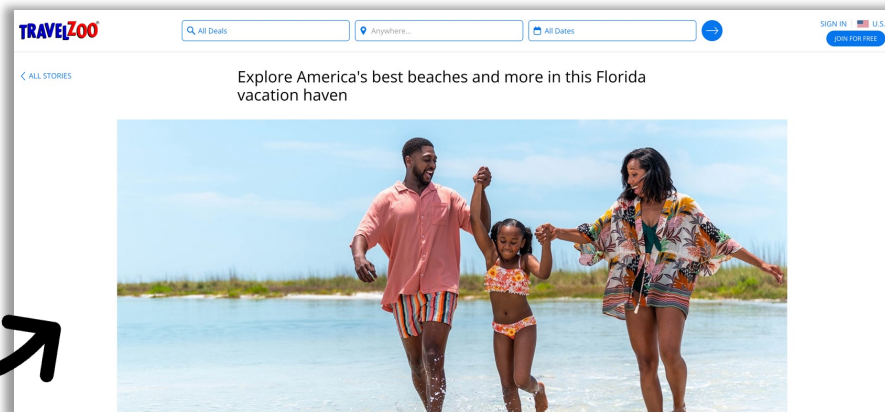 TRAVELZOO®
All Deals
Anywhere...
All Dates
SIGN IN
U.S.
JOIN FOR FREE
ALL STORIES
Explore America's best beaches and more in this Florida
vacation haven